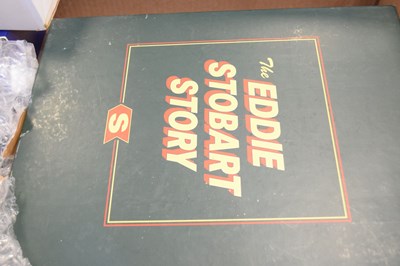 The EDDIE
STOBART
STORY
S